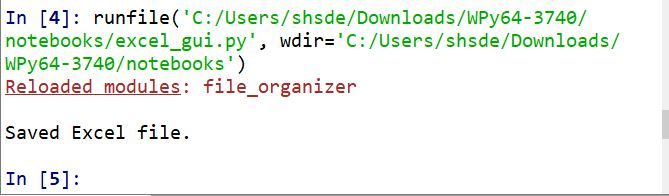 In [4]: runfile('C:/Users/shsde/Downloads/WPy64-3740/
notebooks/excel_gui.py', wdir='C:/Users/shsde/Downloads/
WPy64-3740/notebooks')
Reloaded modules: file_organizer
Saved Excel file.
In [5]: